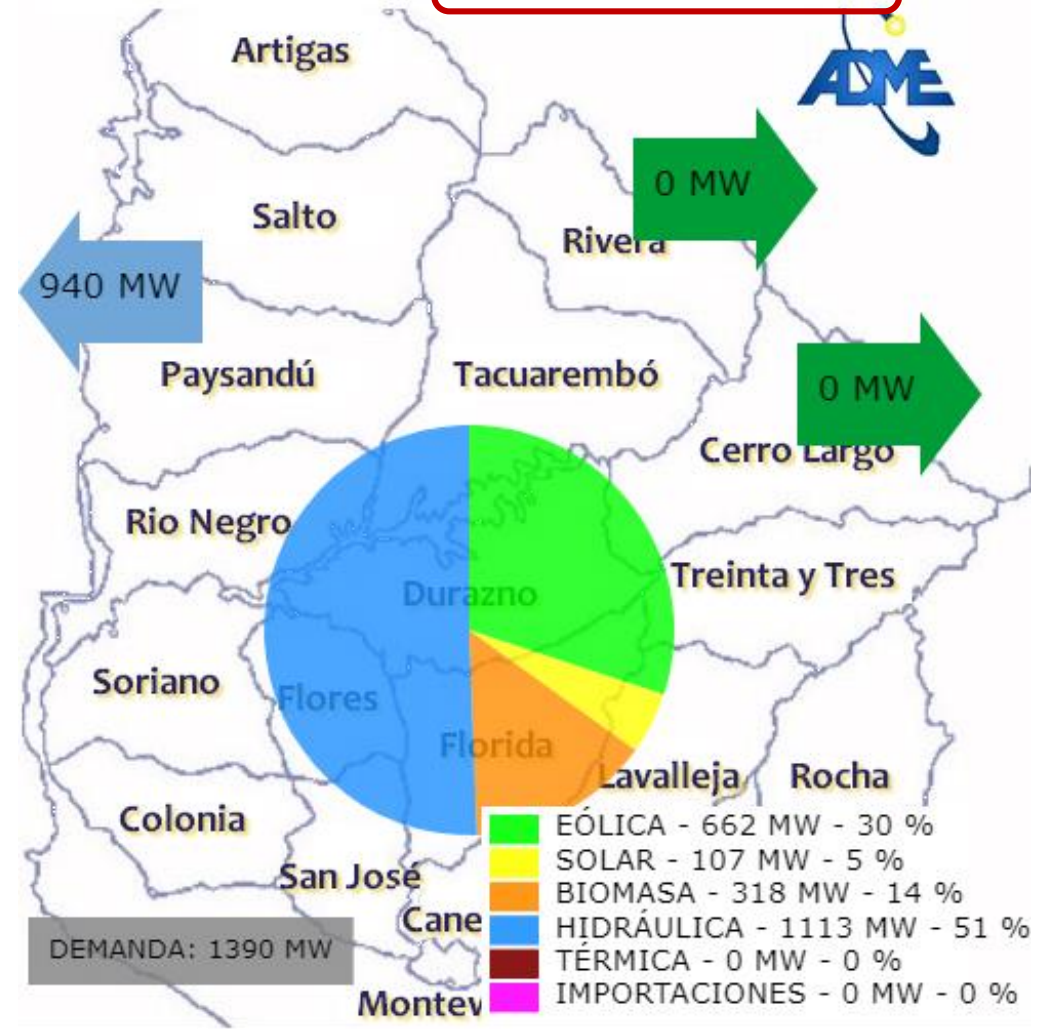 Artigas
ADME
0 MW
Salto
Rivera
940 MW
Paysandú
Tacuarembó
0 MW
Cerro Largo
Rio Negro
Durazno
Treinta y Tres
Soriano
Flores
Florida
Lavalleja
Rocha
Colonia
EÓLICA - 662 MW - 30 %
SOLAR - 107 MW - 5 %
San José
BIOMASA - 318 MW - 14 %
Cane
HIDRÁULICA - 1113 MW - 51 %
DEMANDA: 1390 MW
TÉRMICA - 0 MW - 0 %
Montev
IMPORTACIONES - 0 MW - 0 %